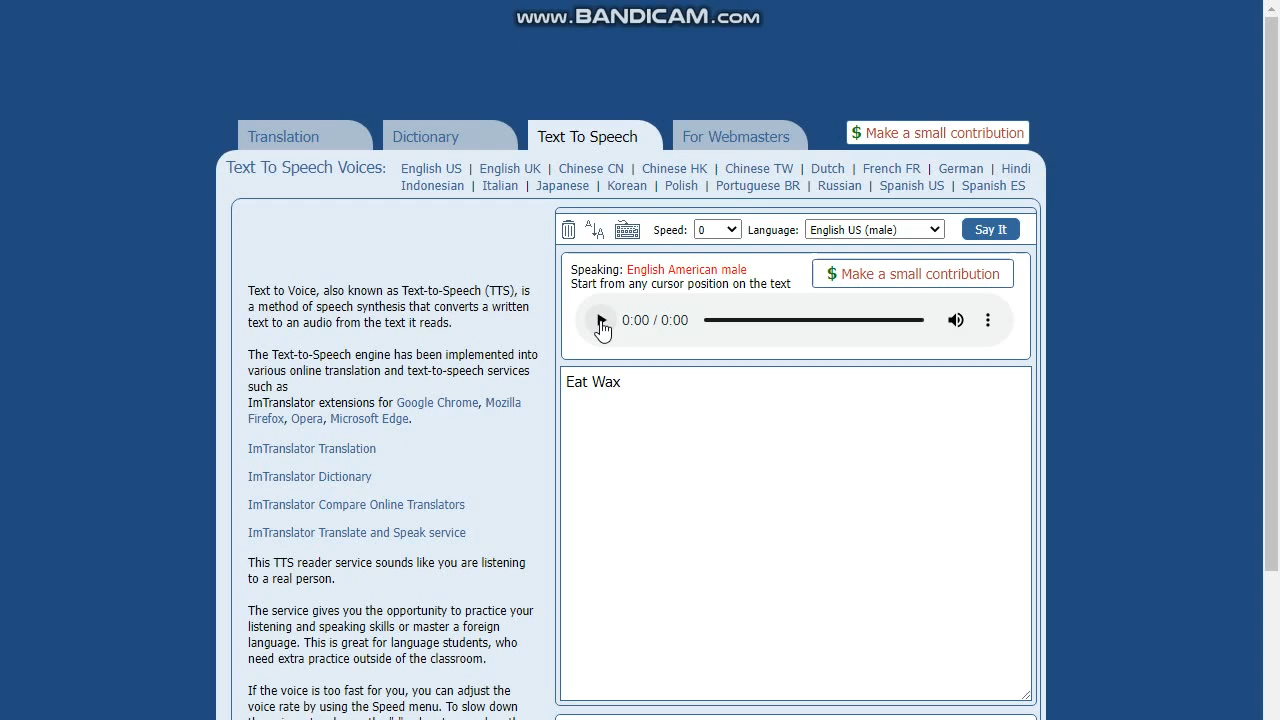 www.BANDICAM.com
Translation
Dictionary
Text To Speech
For Webmasters
$ Make a small contribution
Text To Speech Voices:
English US | English UK | Chinese CN | Chinese HK | Chinese TW | Dutch | French FR | German | Hindi
Indonesian | Italian | Japanese | Korean | Polish | Portuguese BR | Russian | Spanish US | Spanish ES
Text to Voice, also known as Text-to-Speech (TTS), is
a method of speech synthesis that converts a written
text to an audio from the text it reads.
The Text-to-Speech engine has been implemented into
various online translation and text-to-speech services
such as
ImTranslator extensions for Google Chrome, Mozilla
Firefox, Opera, Microsoft Edge.
ImTranslator Translation
ImTranslator Dictionary
ImTranslator Compare Online Translators
ImTranslator Translate and Speak service
This TTS reader service sounds like you are listening
to a real person.
The service gives you the opportunity to practice your
listening and speaking skills or master a foreign
language. This is great for language students, who
need extra practice outside of the classroom.
If the voice is too fast for you, you can adjust the
voice rate by using the Speed menu. To slow down
Speed: 0 Language: English US (male) Say It
Speaking: English American male
Start from any cursor position on the text
$ Make a small contribution
0:00 / 0:00
Eat Wax